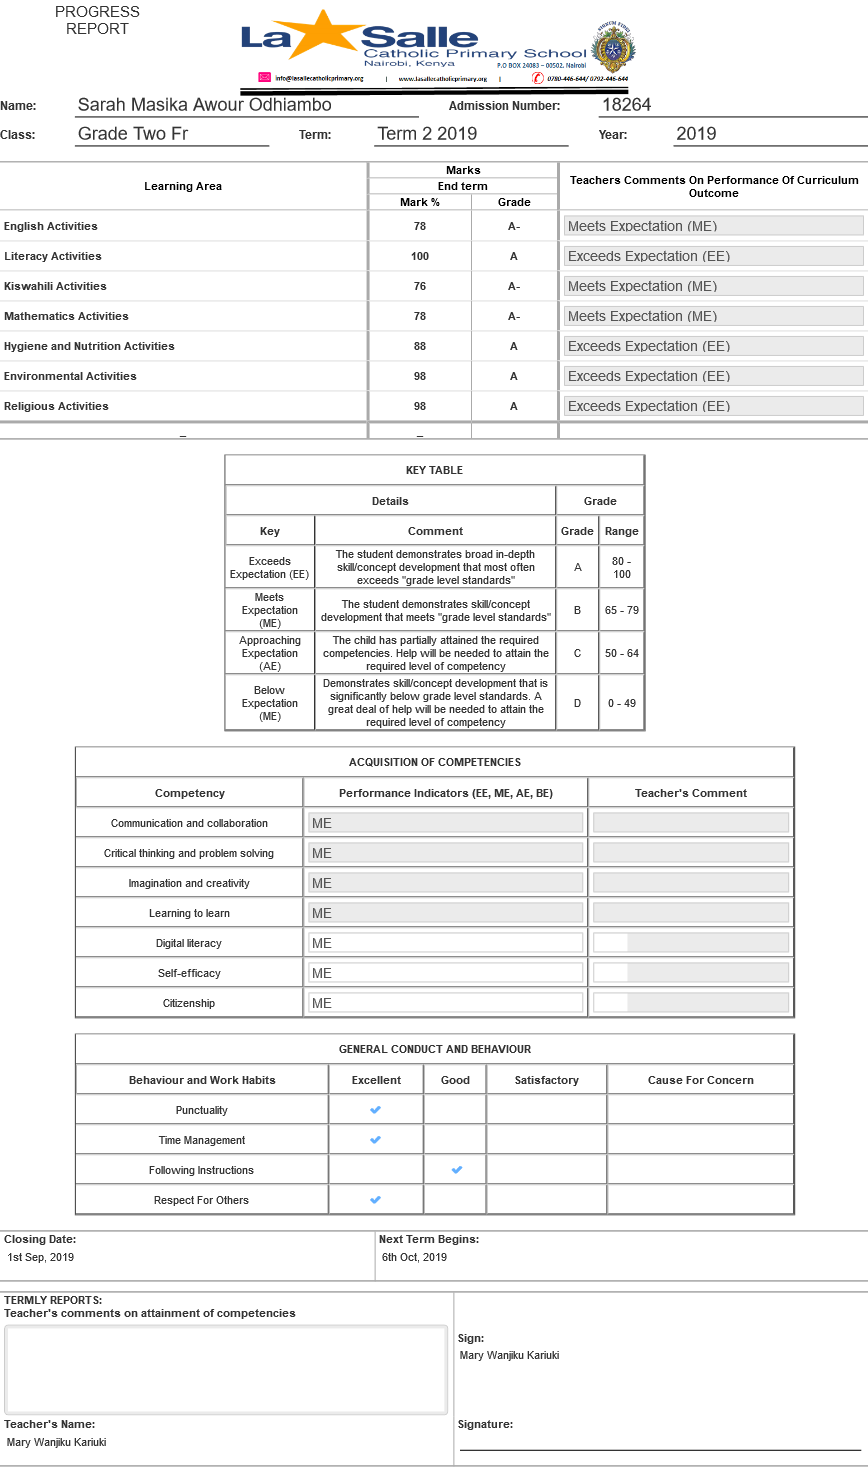 PROGRESS
REPORT
La Salle
Catholic Primary School
Nairobi, Kenya
P.O BOX 24083 – 00502, Nairobi
info@lasallecatholicprimary.org | www.lasallecatholicprimary.org | 0780-446-644/ 0792-446-644
Name: Sarah Masika Awour Odhiambo Admission Number: 18264
Class: Grade Two Fr Term: Term 2 2019 Year: 2019
Learning Area Marks Teachers Comments On Performance Of Curriculum Outcome
End term
Mark % Grade
English Activities 78 A- Meets Expectation (ME)
Literacy Activities 100 A Exceeds Expectation (EE)
Kiswahili Activities 76 A- Meets Expectation (ME)
Mathematics Activities 78 A- Meets Expectation (ME)
Hygiene and Nutrition Activities 88 A Exceeds Expectation (EE)
Environmental Activities 98 A Exceeds Expectation (EE)
Religious Activities 98 A Exceeds Expectation (EE)
_ _
KEY TABLE
Details Grade
Key Comment Grade Range
Exceeds Expectation (EE) The student demonstrates broad in-depth skill/concept development that most often exceeds "grade level standards" A 80 - 100
Meets Expectation (ME) The student demonstrates skill/concept development that meets "grade level standards" B 65 - 79
Approaching Expectation (AE) The child has partially attained the required competencies. Help will be needed to attain the required level of competency C 50 - 64
Below Expectation (ME) Demonstrates skill/concept development that is significantly below grade level standards. A great deal of help will be needed to attain the required level of competency D 0 - 49
ACQUISITION OF COMPETENCIES
Competency Performance Indicators (EE, ME, AE, BE) Teacher's Comment
Communication and collaboration ME
Critical thinking and problem solving ME
Imagination and creativity ME
Learning to learn ME
Digital literacy ME
Self-efficacy ME
Citizenship ME
GENERAL CONDUCT AND BEHAVIOUR
Behaviour and Work Habits Excellent Good Satisfactory Cause For Concern
Punctuality ✔
Time Management ✔
Following Instructions ✔
Respect For Others ✔
Closing Date: Next Term Begins:
1st Sep, 2019 6th Oct, 2019
TERMLY REPORTS:
Teacher's comments on attainment of competencies
Sign:
Mary Wanjiku Kariuki
Teacher's Name: Signature:
Mary Wanjiku Kariuki